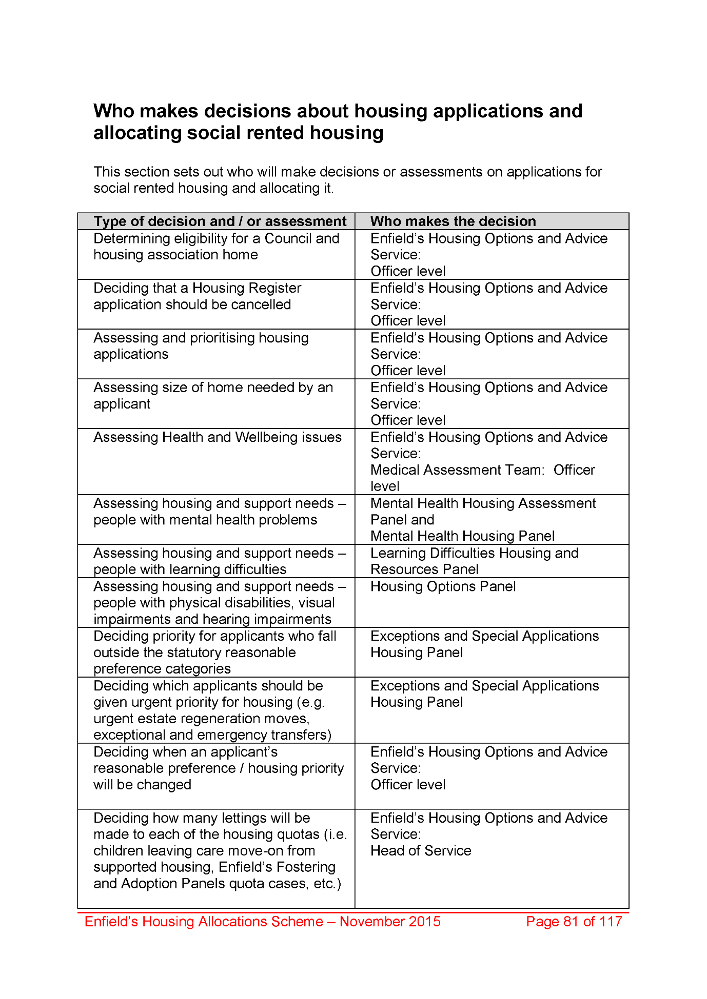 Who makes decisions about housing applications and
allocating social rented housing
This section sets out who will make decisions or assessments on applications for
social rented housing and allocating it.
Type of decision and / or assessment
Who makes the decision
Determining eligibility for a Council and
housing association home
Enfield’s Housing Options and Advice
Service:
Officer level
Deciding that a Housing Register
application should be cancelled
Enfield’s Housing Options and Advice
Service:
Officer level
Assessing and prioritising housing
applications
Enfield’s Housing Options and Advice
Service:
Officer level
Assessing size of home needed by an
applicant
Enfield’s Housing Options and Advice
Service:
Officer level
Assessing Health and Wellbeing issues
Enfield’s Housing Options and Advice
Service:
Medical Assessment Team:  Officer
level
Assessing housing and support needs –
people with mental health problems
Mental Health Housing Assessment
Panel and
Mental Health Housing Panel
Assessing housing and support needs –
people with learning difficulties
Learning Difficulties Housing and
Resources Panel
Assessing housing and support needs –
people with physical disabilities, visual
impairments and hearing impairments
Housing Options Panel
Deciding priority for applicants who fall
outside the statutory reasonable
preference categories
Exceptions and Special Applications
Housing Panel
Deciding which applicants should be
given urgent priority for housing (e.g.
urgent estate regeneration moves,
exceptional and emergency transfers)
Exceptions and Special Applications
Housing Panel
Deciding when an applicant’s
reasonable preference / housing priority
will be changed
Enfield’s Housing Options and Advice
Service:
Officer level
Deciding how many lettings will be
made to each of the housing quotas (i.e.
children leaving care move-on from
supported housing, Enfield’s Fostering
and Adoption Panels quota cases, etc.)
Enfield’s Housing Options and Advice
Service:
Head of Service
Enfield’s Housing Allocations Scheme – November 2015
Page 81 of 117